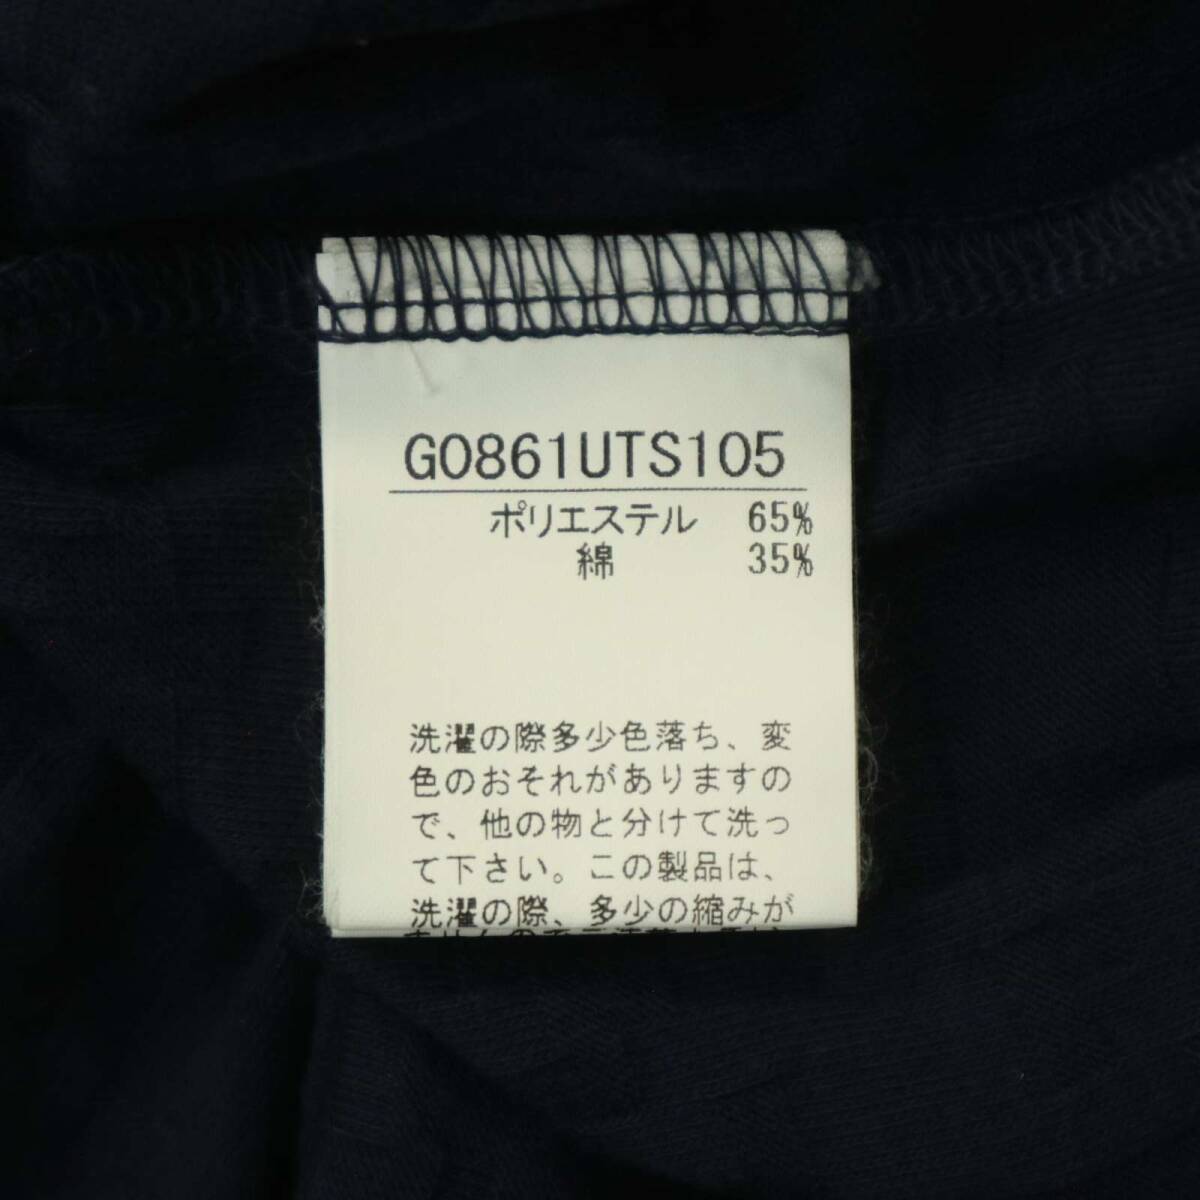 G0861UTS105
ポリエステル 65%
綿 35%
洗濯の際多少色落ち、変
色のおそれがありますの
で、他の物と分けて洗っ
て下さい。この製品は、
洗濯の際、多少の縮みが